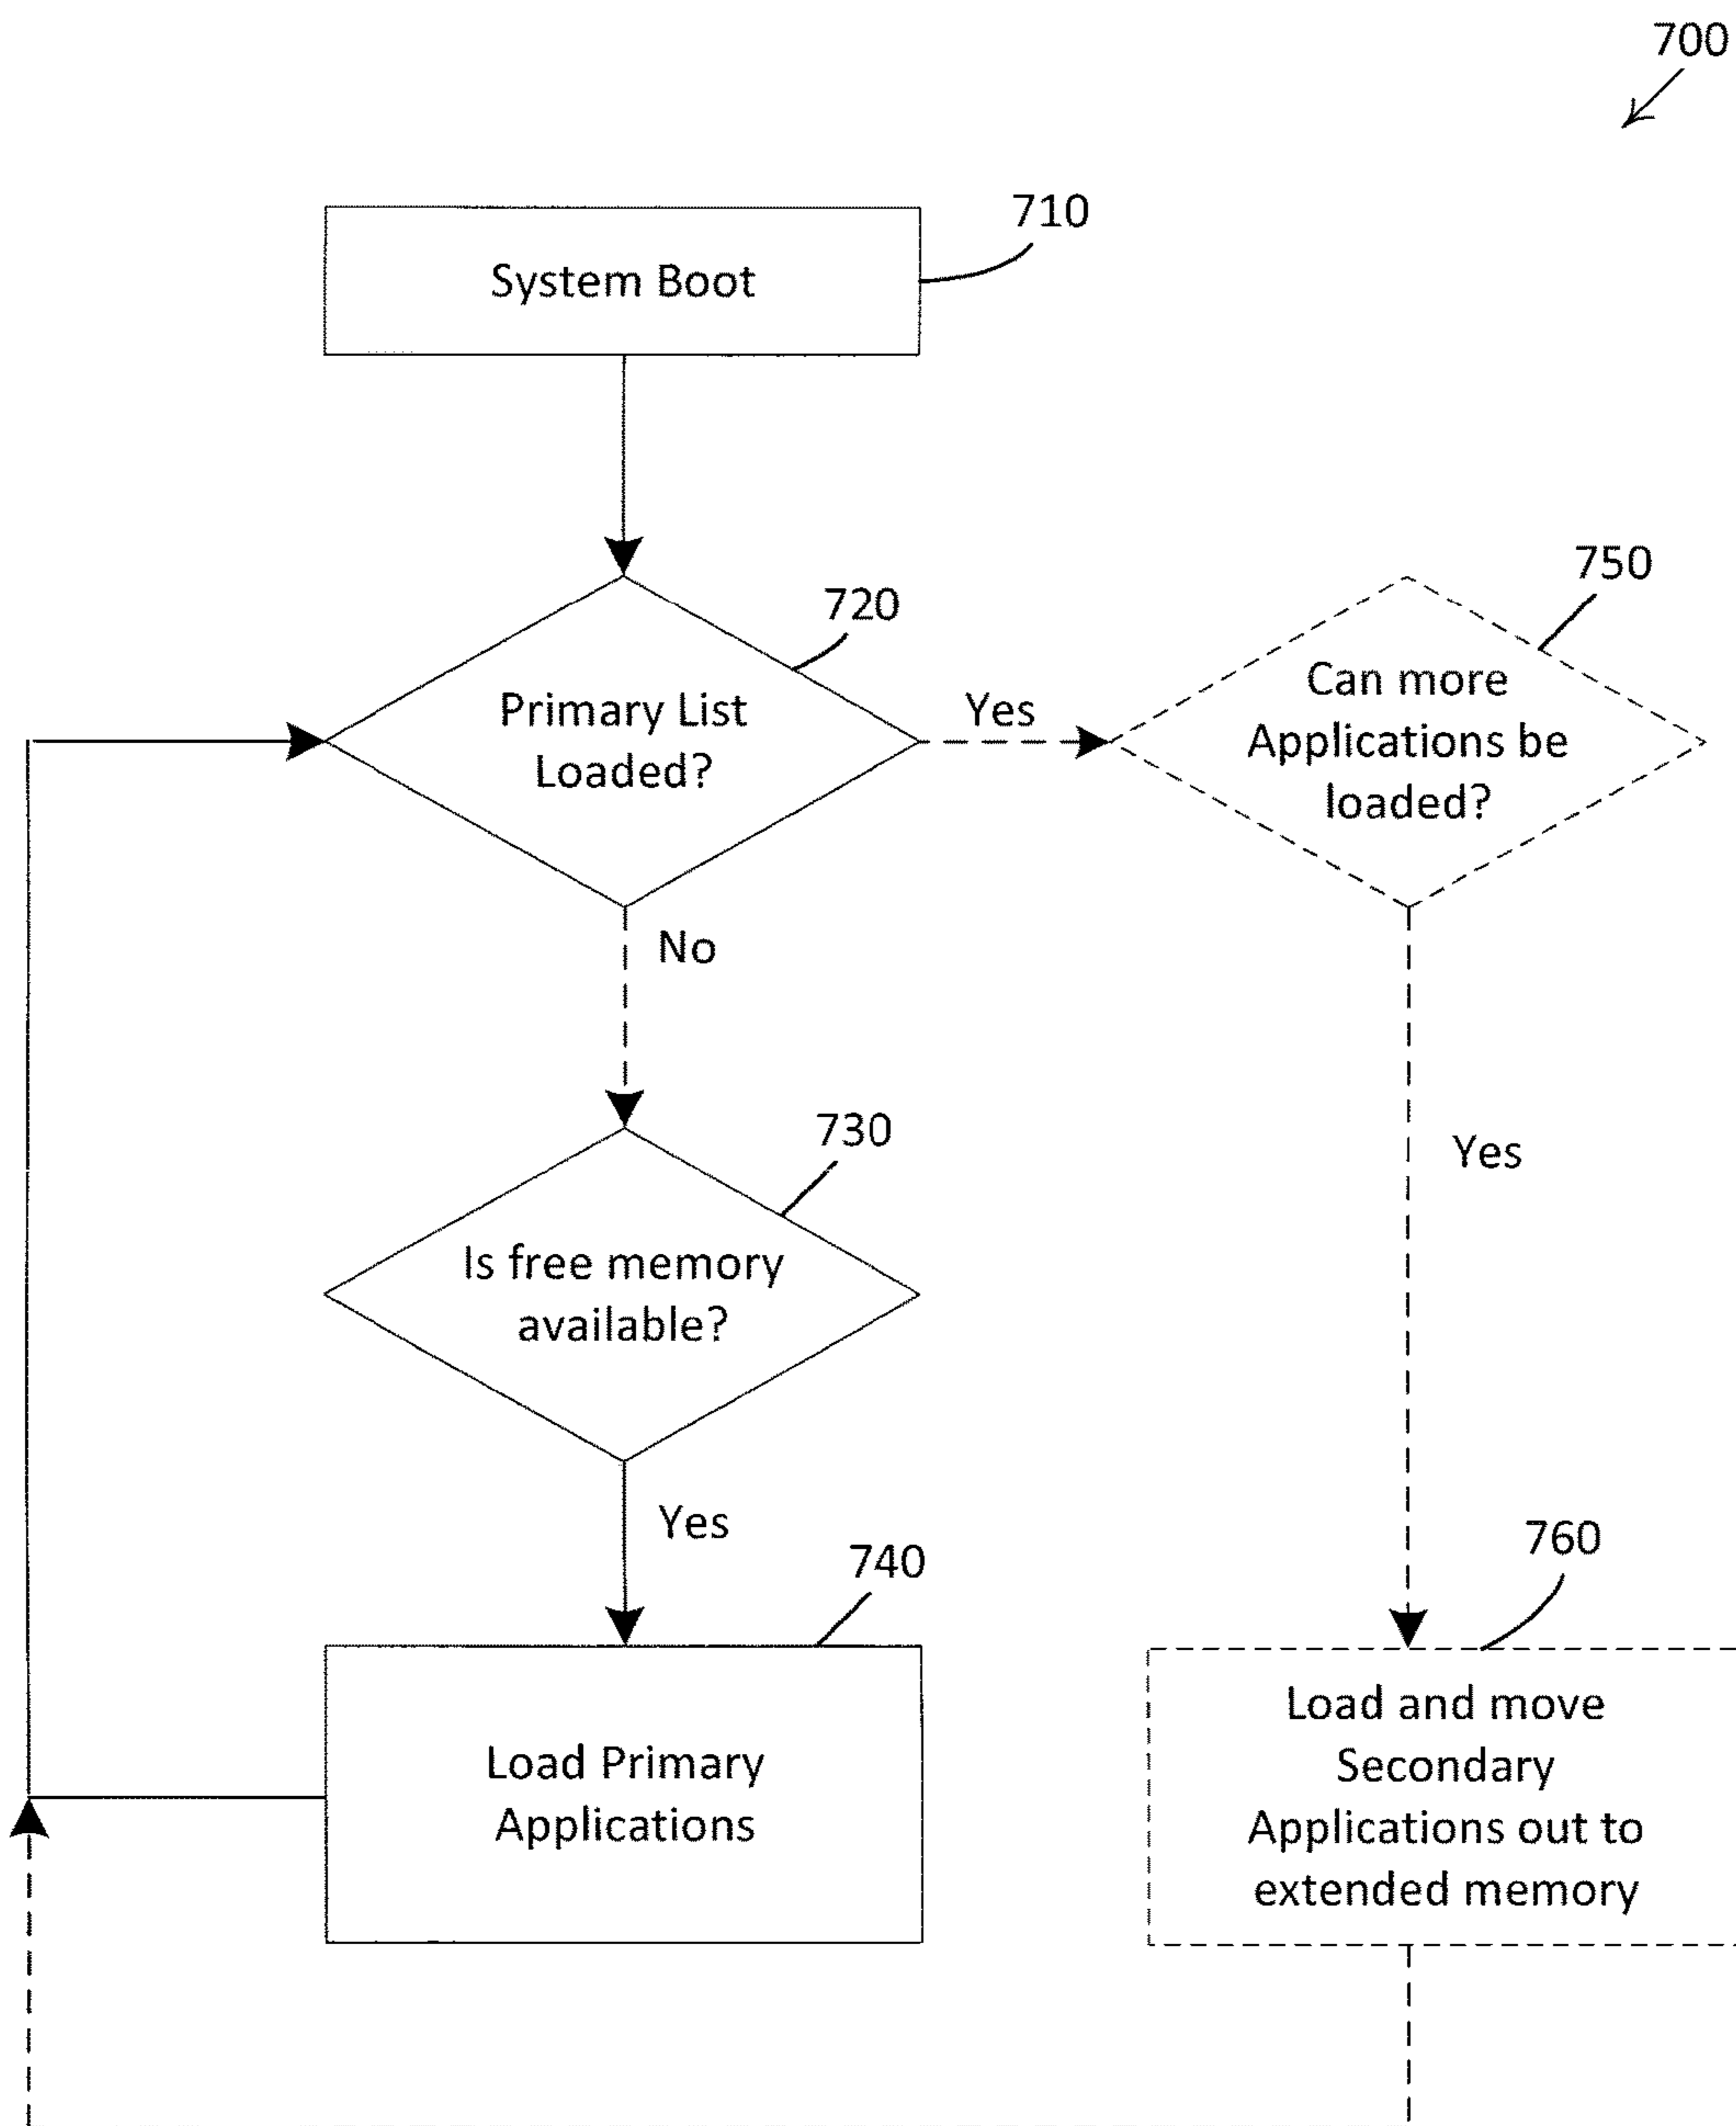 700
710
System Boot
720
750
Primary List
Loaded?
Yes
Can more
Applications be
loaded?
No
730
Yes
Is free memory
available?
Yes
740
760
Load Primary
Applications
Load and move
Secondary
Applications out to
extended memory